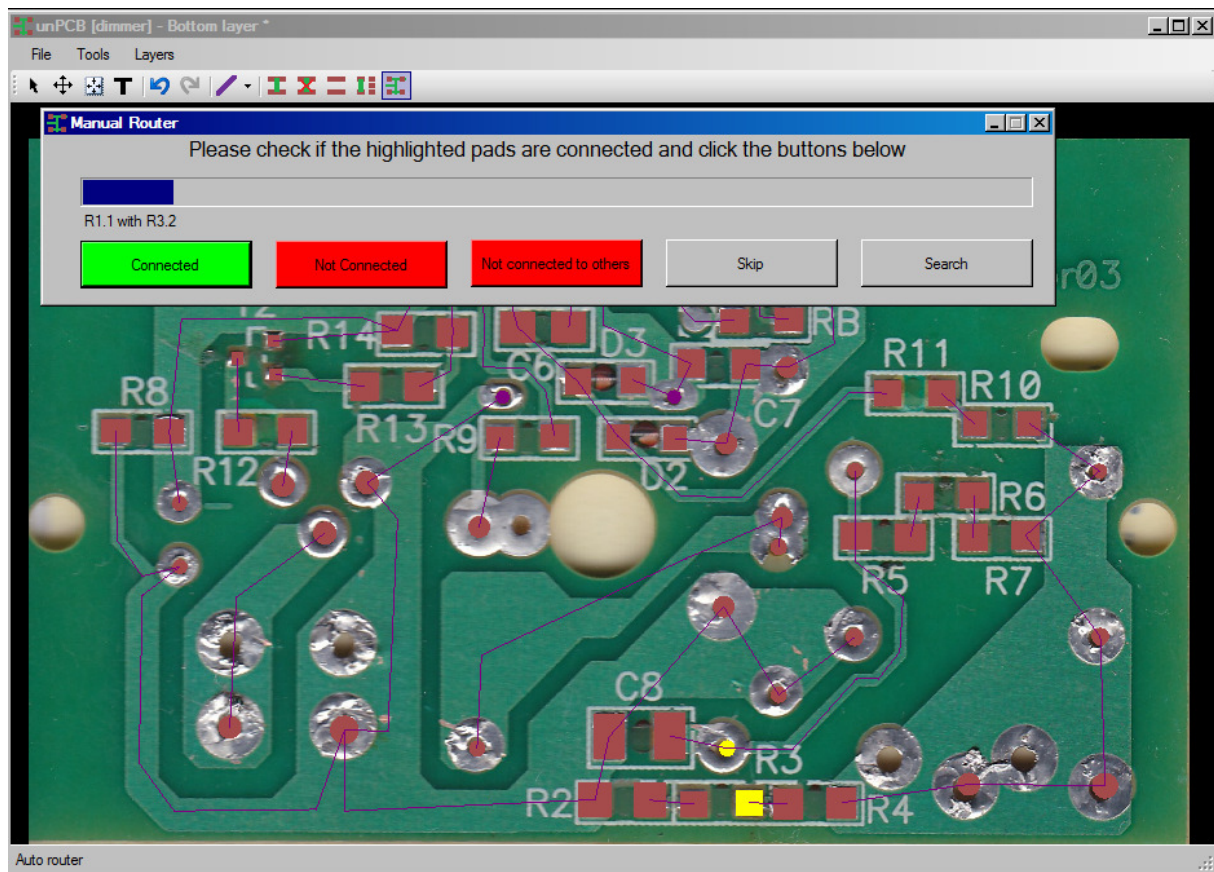 unPCB [dimmer] - Bottom layer *
File Tools Layers
Manual Router
Please check if the highlighted pads are connected and click the buttons below
R1.1 with R3.2
Connected Not Connected Not connected to others Skip Search
r03
R14 D3 RB
C6 R11
R8 R10
C7
R13 R9
R12 D2
R6
R5 R7
C8
R3
R2 R4
Auto router